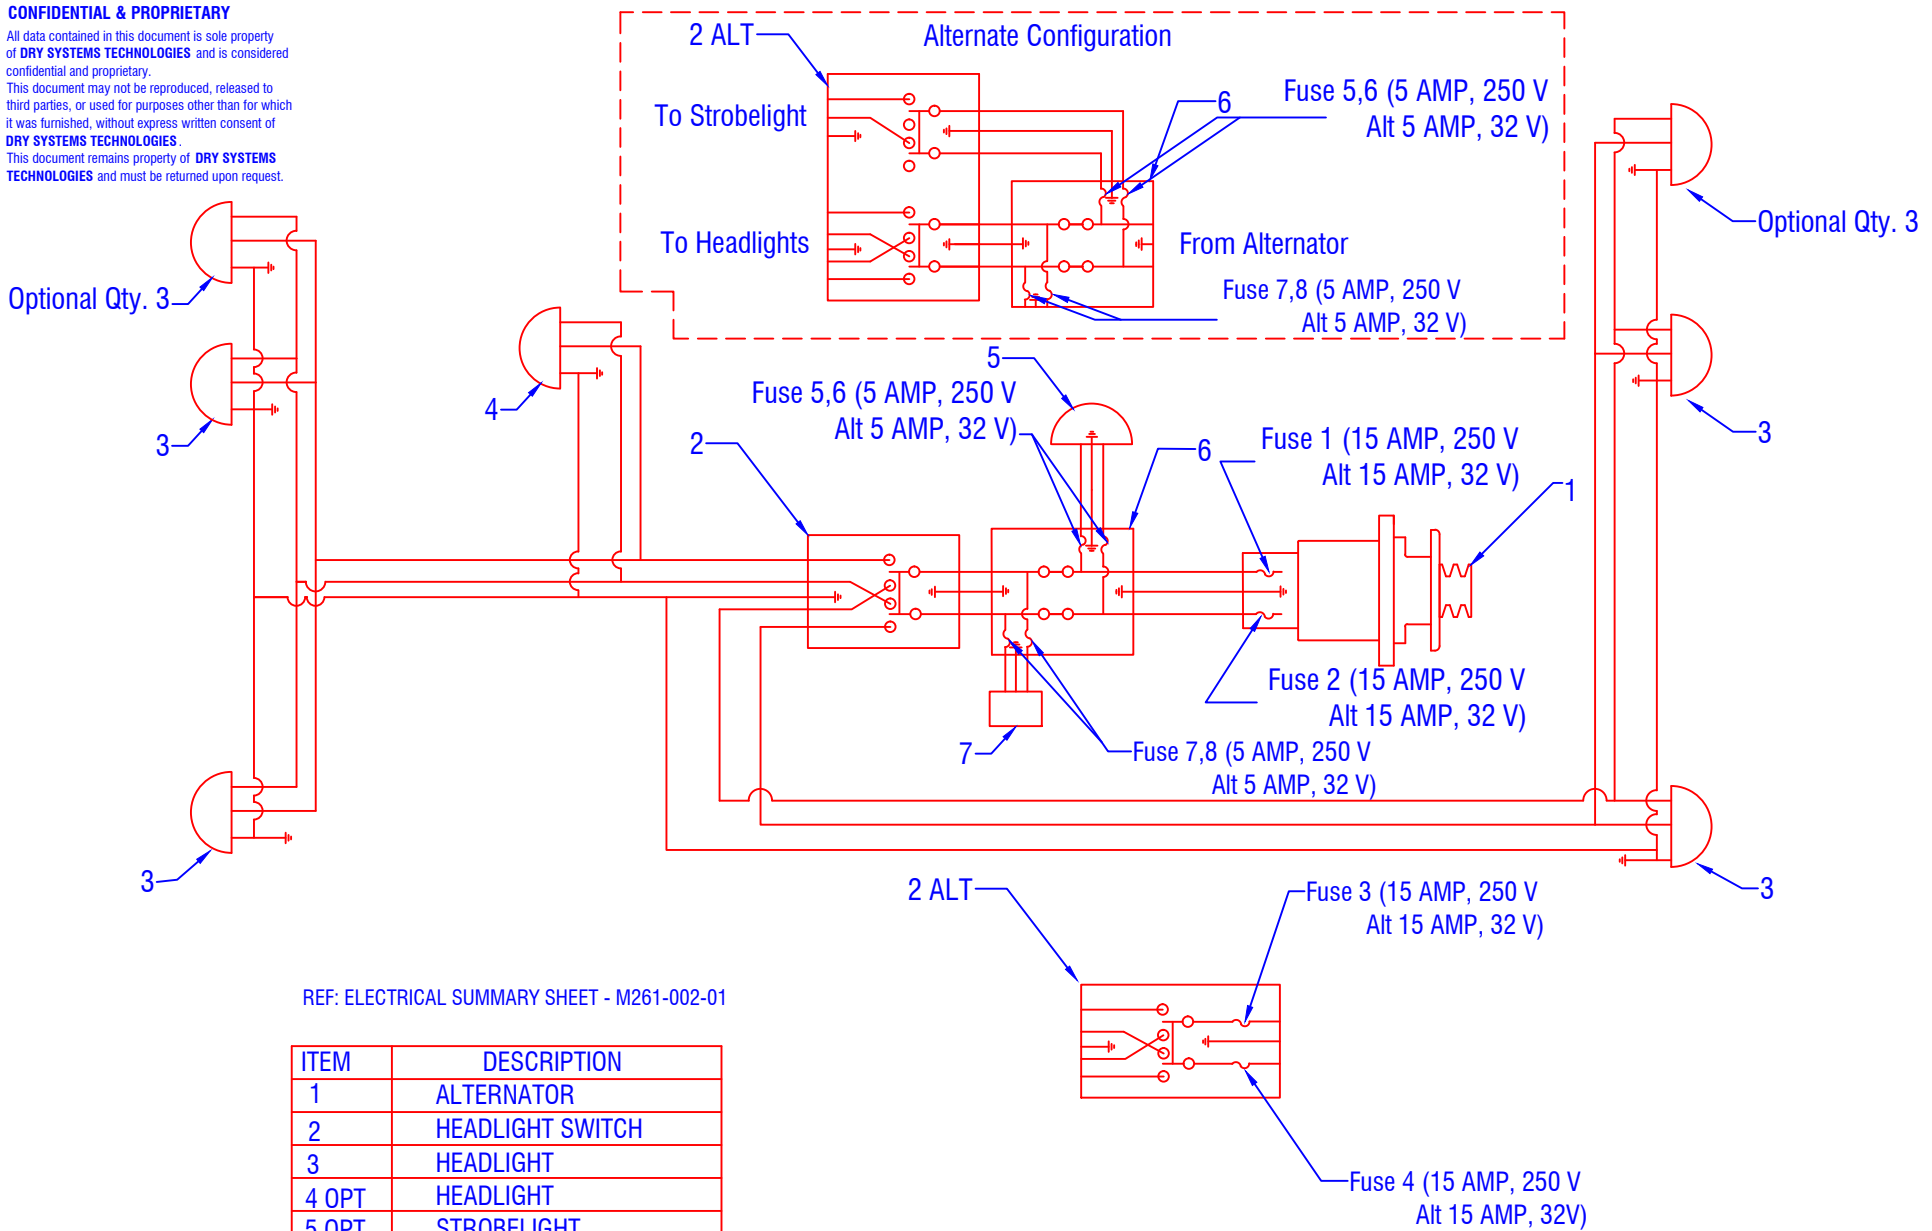 CONFIDENTIAL & PROPRIETARY
All data contained in this document is sole property
of DRY SYSTEMS TECHNOLOGIES and is considered
confidential and proprietary.
This document may not be reproduced, released to
third parties, or used for purposes other than for which
it was furnished, without express written consent of
DRY SYSTEMS TECHNOLOGIES.
This document remains property of DRY SYSTEMS
TECHNOLOGIES and must be returned upon request.
2 ALT
Alternate Configuration
To Strobelight
6
Fuse 5,6 (5 AMP, 250 V
Alt 5 AMP, 32 V)
To Headlights
From Alternator
Fuse 7,8 (5 AMP, 250 V
Alt 5 AMP, 32 V)
Optional Qty. 3
Optional Qty. 3
3
4
5
Fuse 5,6 (5 AMP, 250 V
Alt 5 AMP, 32 V)
2
6
Fuse 1 (15 AMP, 250 V
Alt 15 AMP, 32 V)
1
3
Fuse 2 (15 AMP, 250 V
Alt 15 AMP, 32 V)
7
Fuse 7,8 (5 AMP, 250 V
Alt 5 AMP, 32 V)
3
3
2 ALT
Fuse 3 (15 AMP, 250 V
Alt 15 AMP, 32 V)
Fuse 4 (15 AMP, 250 V
Alt 15 AMP, 32V)
REF: ELECTRICAL SUMMARY SHEET - M261-002-01
ITEM DESCRIPTION
1 ALTERNATOR
2 HEADLIGHT SWITCH
3 HEADLIGHT
4 OPT HEADLIGHT
5 OPT STROBELIGHT